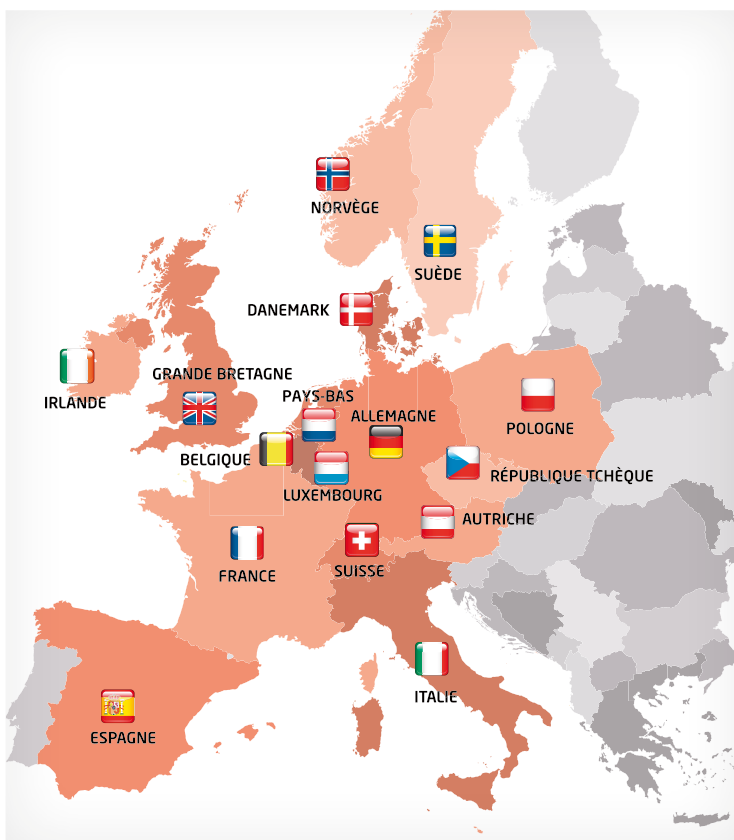 NORVÈGE
SUÈDE
DANEMARK
GRANDE BRETAGNE
IRLANDE
PAYS-BAS
ALLEMAGNE
POLOGNE
BELGIQUE
RÉPUBLIQUE TCHÈQUE
LUXEMBOURG
AUTRICHE
FRANCE
SUISSE
ITALIE
ESPAGNE